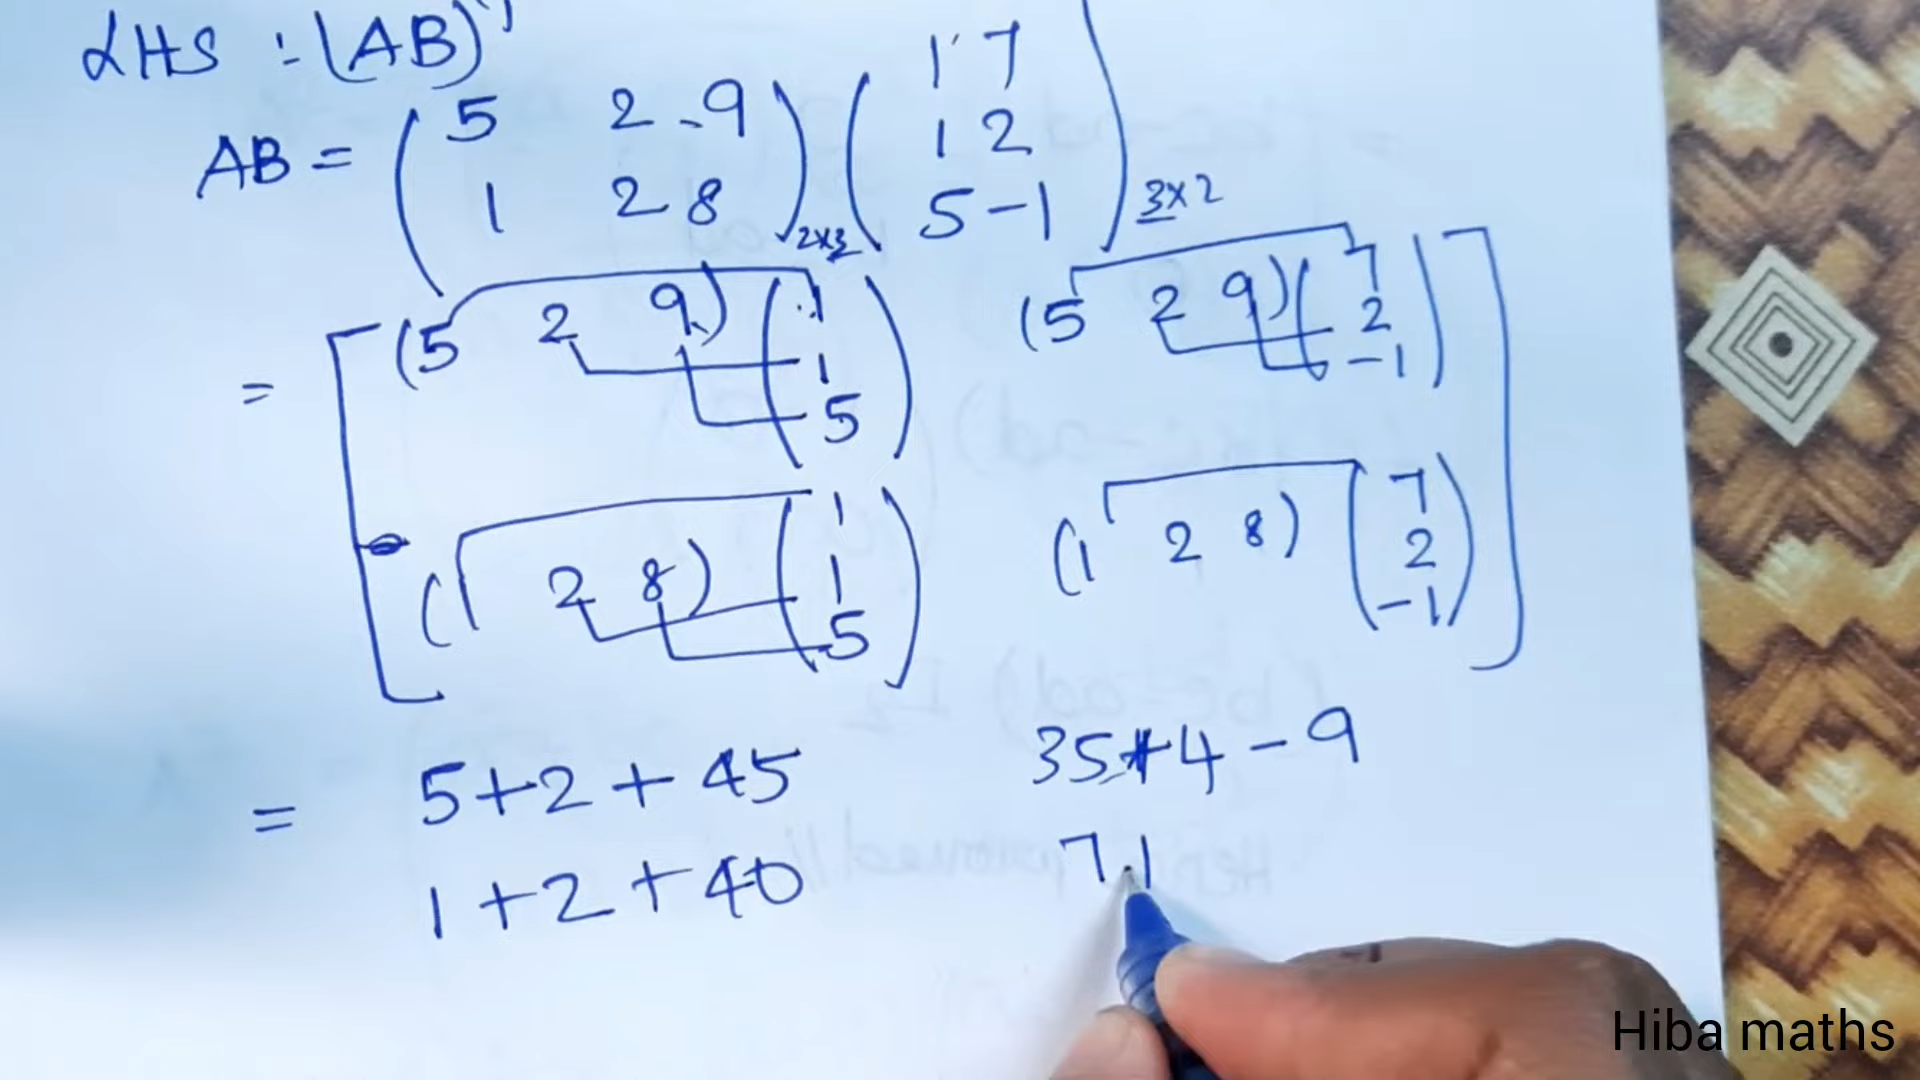 LHS : (AB)ᵀ
1 7
AB = ( 5 2 9 ) ( 1 2
1 2 8 2x3 5 -1 ) 3x2
= [ (5 2 9) ( 1 1 5 ) (5 2 9) ( 7 2 -1 ) ]
(1 2 8) ( 1 1 5 ) (1 2 8) ( 7 2 -1 )
= 5+2+45 35+4-9
1+2+40 7 1
Hiba maths